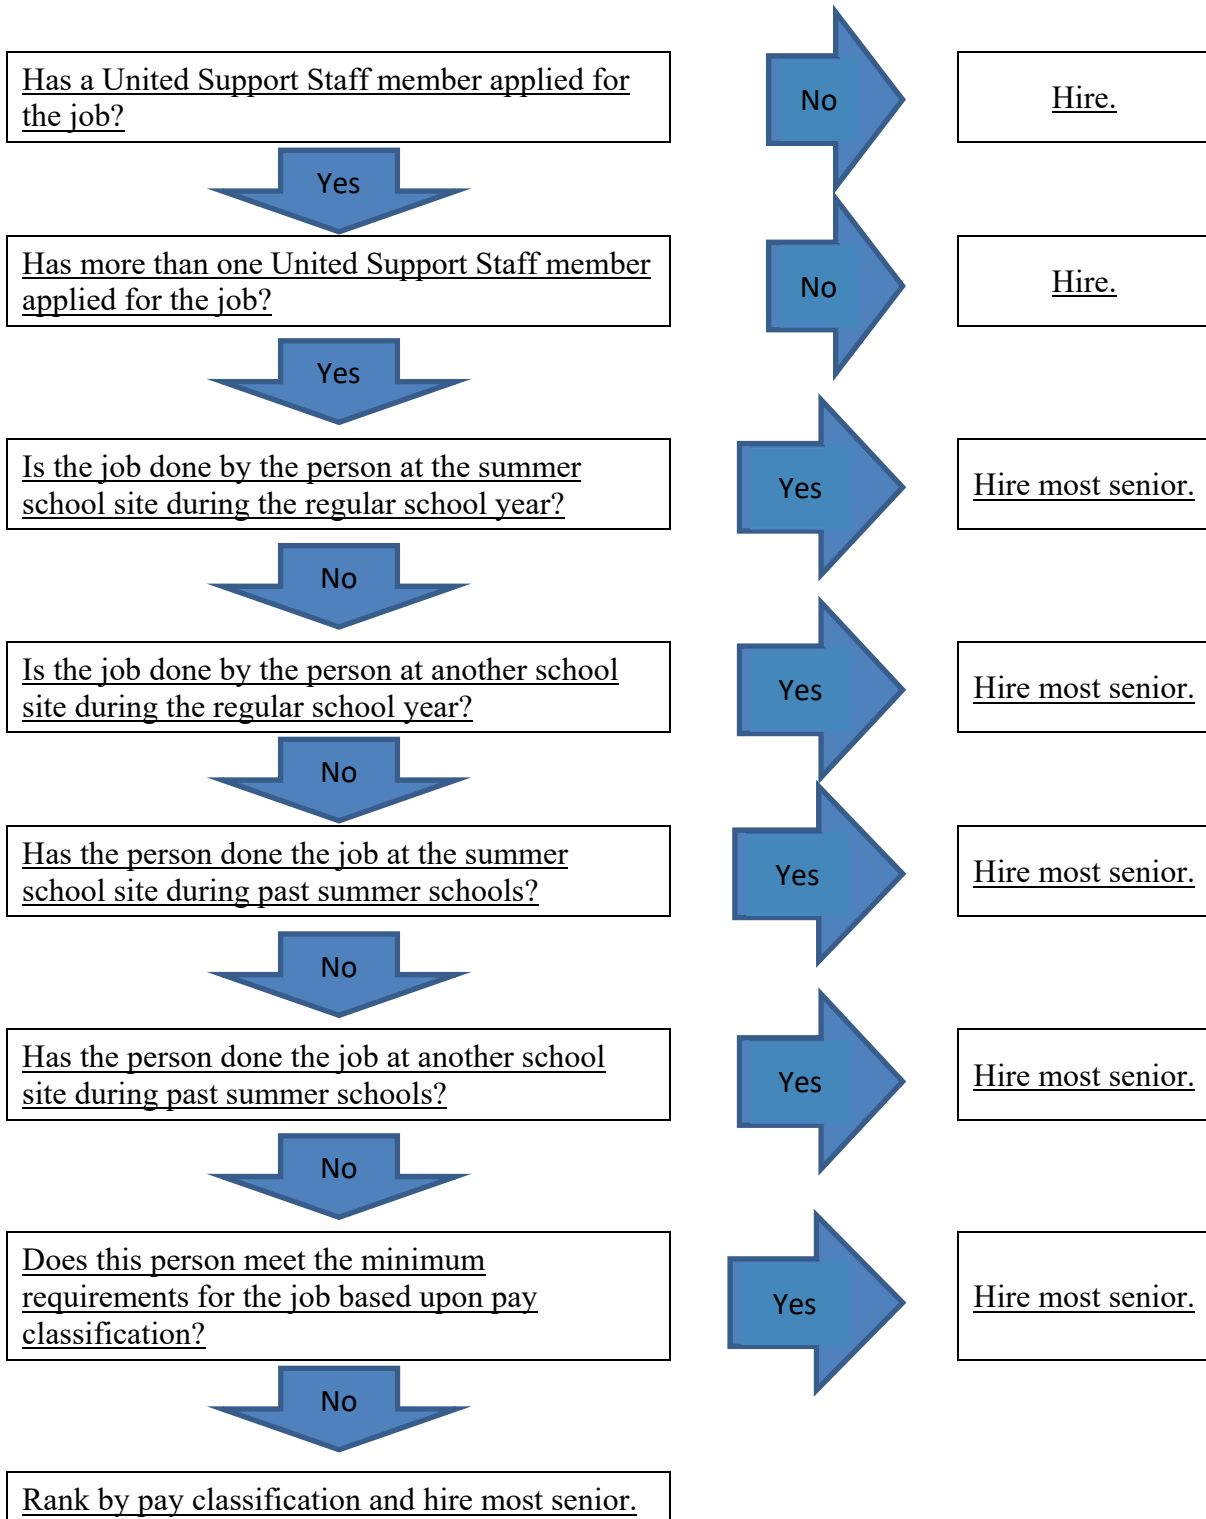 Has a United Support Staff member applied for
the job?
No
Hire.
Yes
Has more than one United Support Staff member
applied for the job?
No
Hire.
Yes
Is the job done by the person at the summer
school site during the regular school year?
Yes
Hire most senior.
No
Is the job done by the person at another school
site during the regular school year?
Yes
Hire most senior.
No
Has the person done the job at the summer
school site during past summer schools?
Yes
Hire most senior.
No
Has the person done the job at another school
site during past summer schools?
Yes
Hire most senior.
No
Does this person meet the minimum
requirements for the job based upon pay
classification?
Yes
Hire most senior.
No
Rank by pay classification and hire most senior.